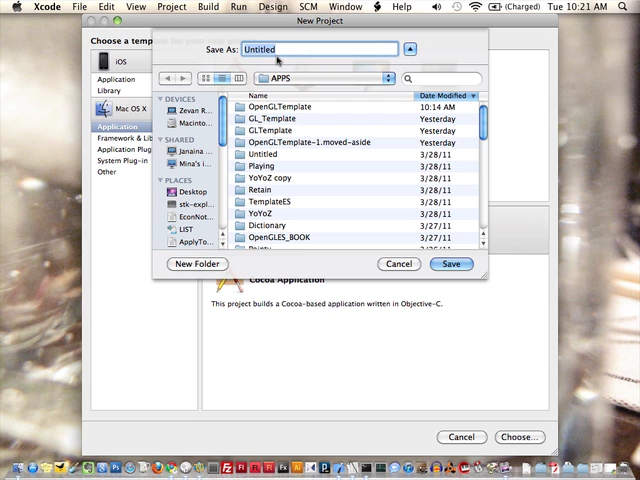 Xcode File Edit View Project Build Run Design SCM Window Help (Charged) Tue 10:21 AM
New Project
Choose a template for your new project:
Save As: Untitled
APPS
Name Date Modified
DEVICES
Zevan R...
Macinto...
SHARED
Janaina ...
Mina's i...
PLACES
Desktop
stk-expl...
EconNot...
LIST
ApplyTo...
OpenGLTemplate 10:14 AM
GL_Template Yesterday
GLTemplate Yesterday
OpenGLTemplate-1.moved-aside Yesterday
Untitled 3/28/11
Playing 3/28/11
YoYoZ copy 3/28/11
Retain 3/28/11
TemplateES 3/28/11
YoYoZ 3/28/11
Dictionary 3/27/11
OpenGLES_BOOK 3/27/11
3/27/11
New Folder Cancel Save
iOS
Application
Library
Mac OS X
Application
Framework & Lib
Application Plug
System Plug-in
Other
Cocoa Application
This project builds a Cocoa-based application written in Objective-C.
Cancel Choose...